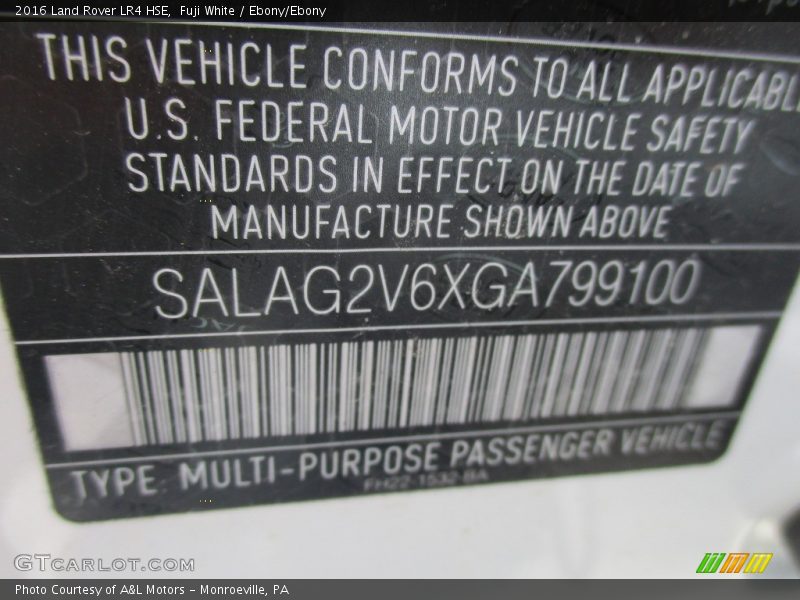 2016 Land Rover LR4 HSE, Fuji White / Ebony/Ebony
THIS VEHICLE CONFORMS TO ALL APPLICABL
U.S. FEDERAL MOTOR VEHICLE SAFETY
STANDARDS IN EFFECT ON THE DATE OF
MANUFACTURE SHOWN ABOVE
SALAG2V6XGA799100
TYPE: MULTI-PURPOSE PASSENGER VEHICLE
FH22-1532-BA
GTCarLot.com
Photo Courtesy of A&L Motors - Monroeville, PA